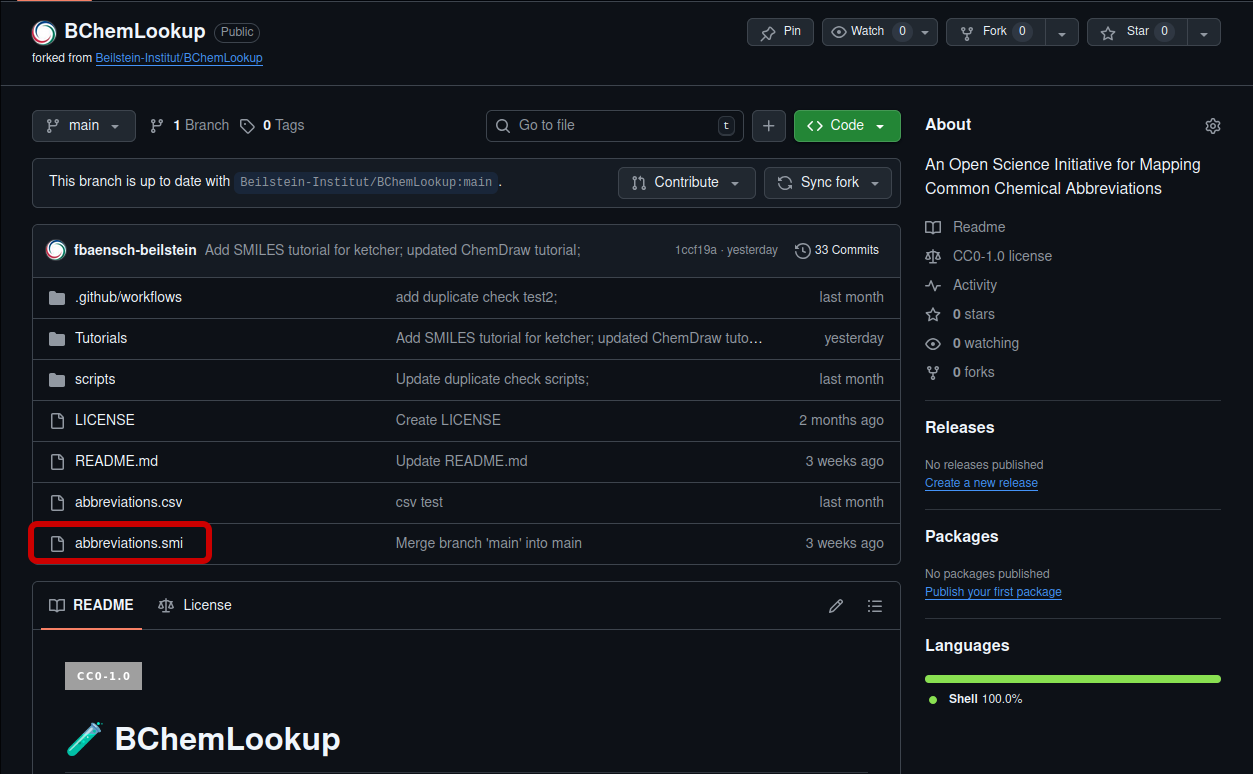 BChemLookup Public
Pin Watch 0 Fork 0 Star 0
forked from Beilstein-Institut/BChemLookup
main 1 Branch 0 Tags
Go to file t Code
This branch is up to date with Beilstein-Institut/BChemLookup:main .
Contribute Sync fork
fbaensch-beilstein Add SMILES tutorial for ketcher; updated ChemDraw tutorial; 1ccf19a · yesterday 33 Commits
.github/workflows add duplicate check test2; last month
Tutorials Add SMILES tutorial for ketcher; updated ChemDraw tuto… yesterday
scripts Update duplicate check scripts; last month
LICENSE Create LICENSE 2 months ago
README.md Update README.md 3 weeks ago
abbreviations.csv csv test last month
abbreviations.smi Merge branch 'main' into main 3 weeks ago
README License
CC0-1.0
BChemLookup
About
An Open Science Initiative for Mapping
Common Chemical Abbreviations
Readme
CC0-1.0 license
Activity
0 stars
0 watching
0 forks
Releases
No releases published
Create a new release
Packages
No packages published
Publish your first package
Languages
Shell 100.0%